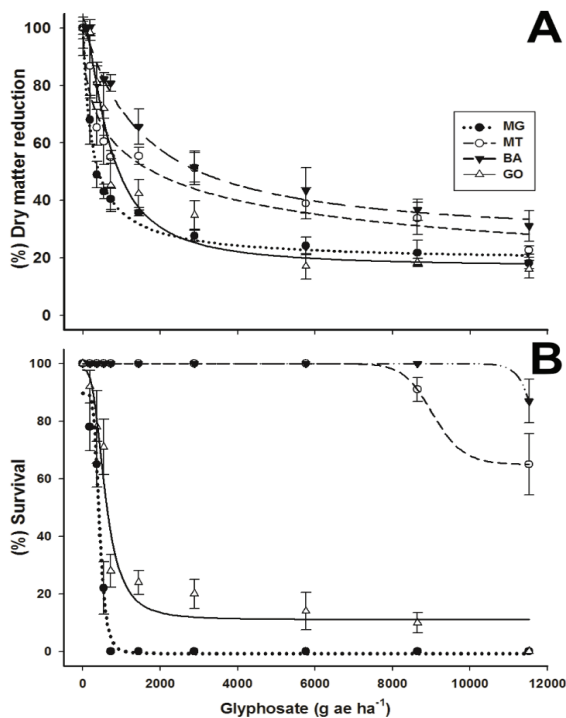 A
100
80
60
40
20
0
(%) Dry matter reduction
MG
MT
BA
GO
B
100
80
60
40
20
0
(%) Survival
0 2000 4000 6000 8000 10000 12000
Glyphosate (g ae ha-1)